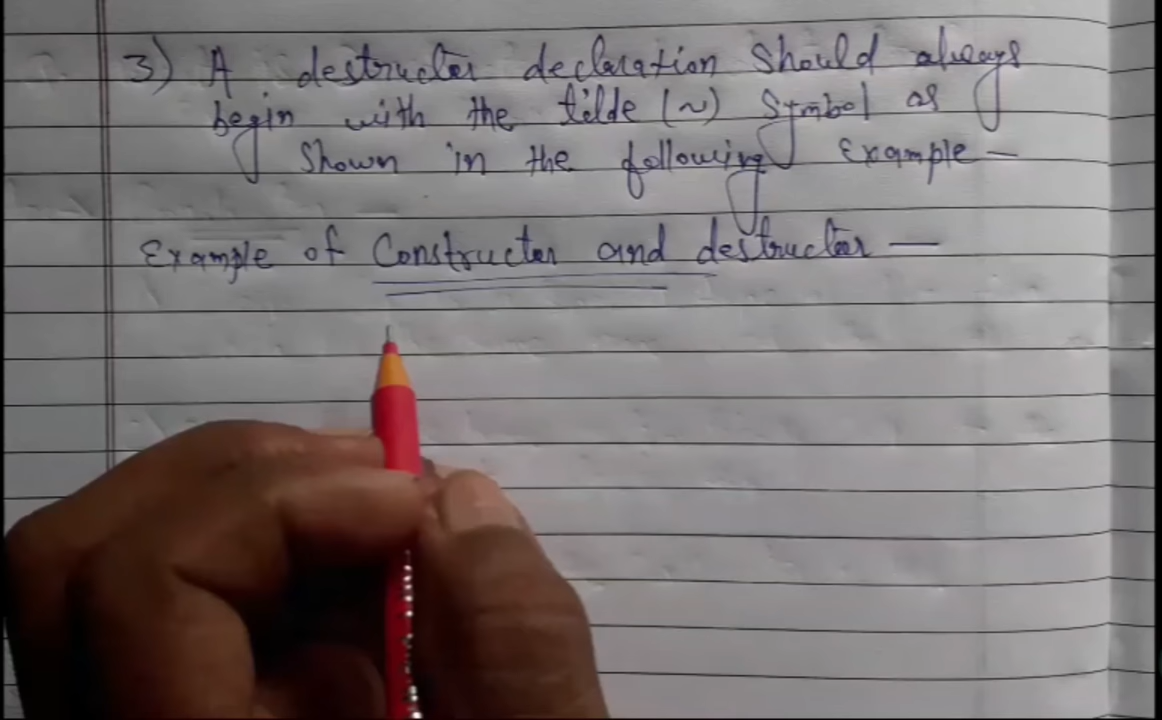 3) A destructor declaration should always
begin with the tilde (~) Symbol as
Shown in the following Example -
Example of Constructor and destructor -